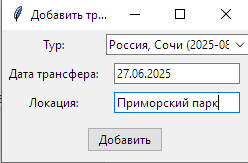 Добавить тр...
Тур: Россия, Сочи (2025-08
Дата трансфера: 27.06.2025
Локация: Приморский парк
Добавить